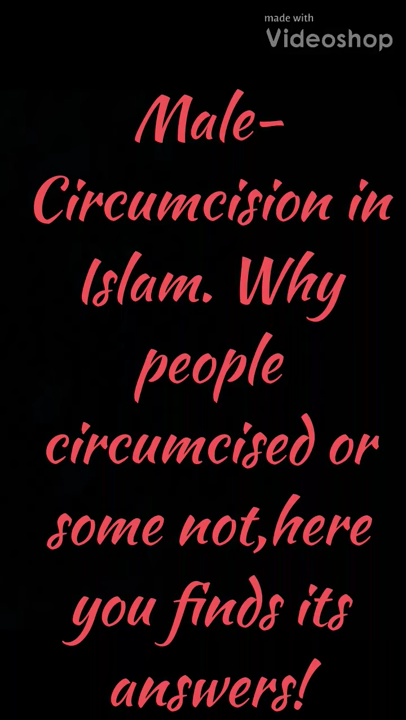 made with
Videoshop
Male-
Circumcision in
Islam. Why
people
circumcised or
some not,here
you finds its
answers!